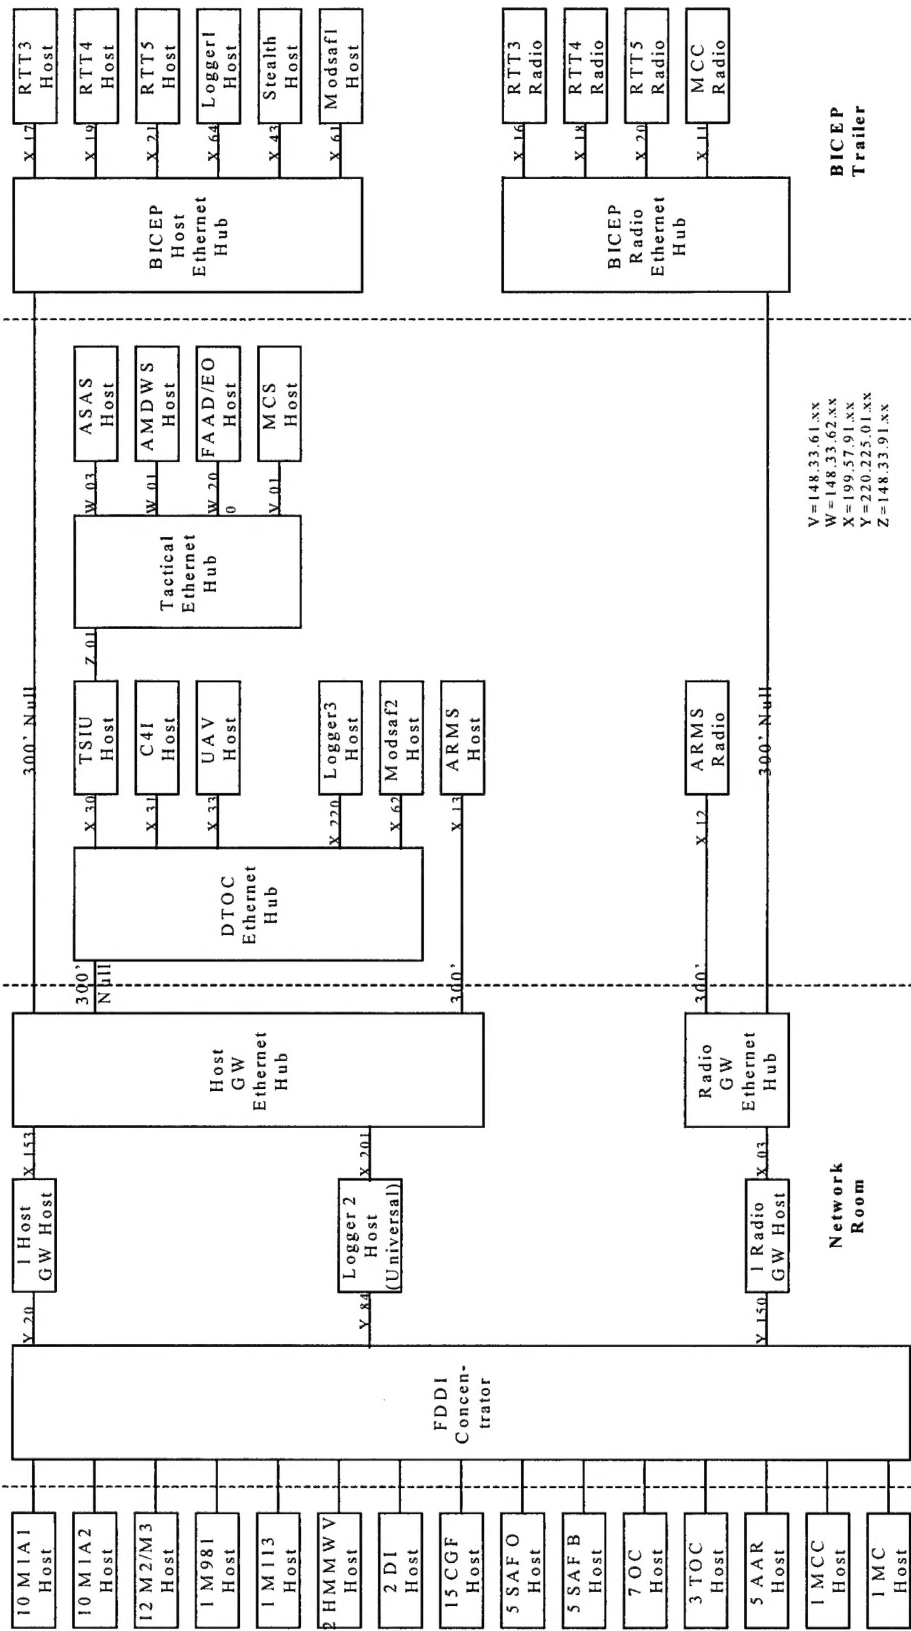 10 M1A1
Host
10 M1A2
Host
12 M2/M3
Host
1 M981
Host
1 M113
Host
2 HMMWV
Host
2 DI
Host
15 CGF
Host
5 SAF O
Host
5 SAF B
Host
7 OC
Host
3 TOC
Host
5 AAR
Host
1 MCC
Host
1 MC
Host
FDDI
Concen-
trator
Y 20
Y 84
Y 150
1 Host
GW Host
Logger 2
Host
(Universal)
1 Radio
GW Host
X 153
X 201
X 03
Network
Room
Host
GW
Ethernet
Hub
Radio
GW
Ethernet
Hub
300'
Null
300'
300'
DTOC
Ethernet
Hub
X 30
X 31
X 33
X 220
X 62
X 13
X 12
300' Null
TSIU
Host
C4I
Host
UAV
Host
Logger3
Host
Modsaf2
Host
ARMS
Host
ARMS
Radio
300' Null
Z 01
Tactical
Ethernet
Hub
W 03
W 01
W 20
0
V 01
ASAS
Host
AMDWS
Host
FAAD/EO
Host
MCS
Host
V=148.33.61.xx
W=148.33.62.xx
X=199.57.91.xx
Y=220.225.01.xx
Z=148.33.91.xx
BICEP
Host
Ethernet
Hub
BICEP
Radio
Ethernet
Hub
X 17
X 19
X 21
X 64
X 43
X 61
X 16
X 18
X 20
X 11
RTT3
Host
RTT4
Host
RTT5
Host
Logger1
Host
Stealth
Host
Modsaf1
Host
RTT3
Radio
RTT4
Radio
RTT5
Radio
MCC
Radio
BICEP
Trailer